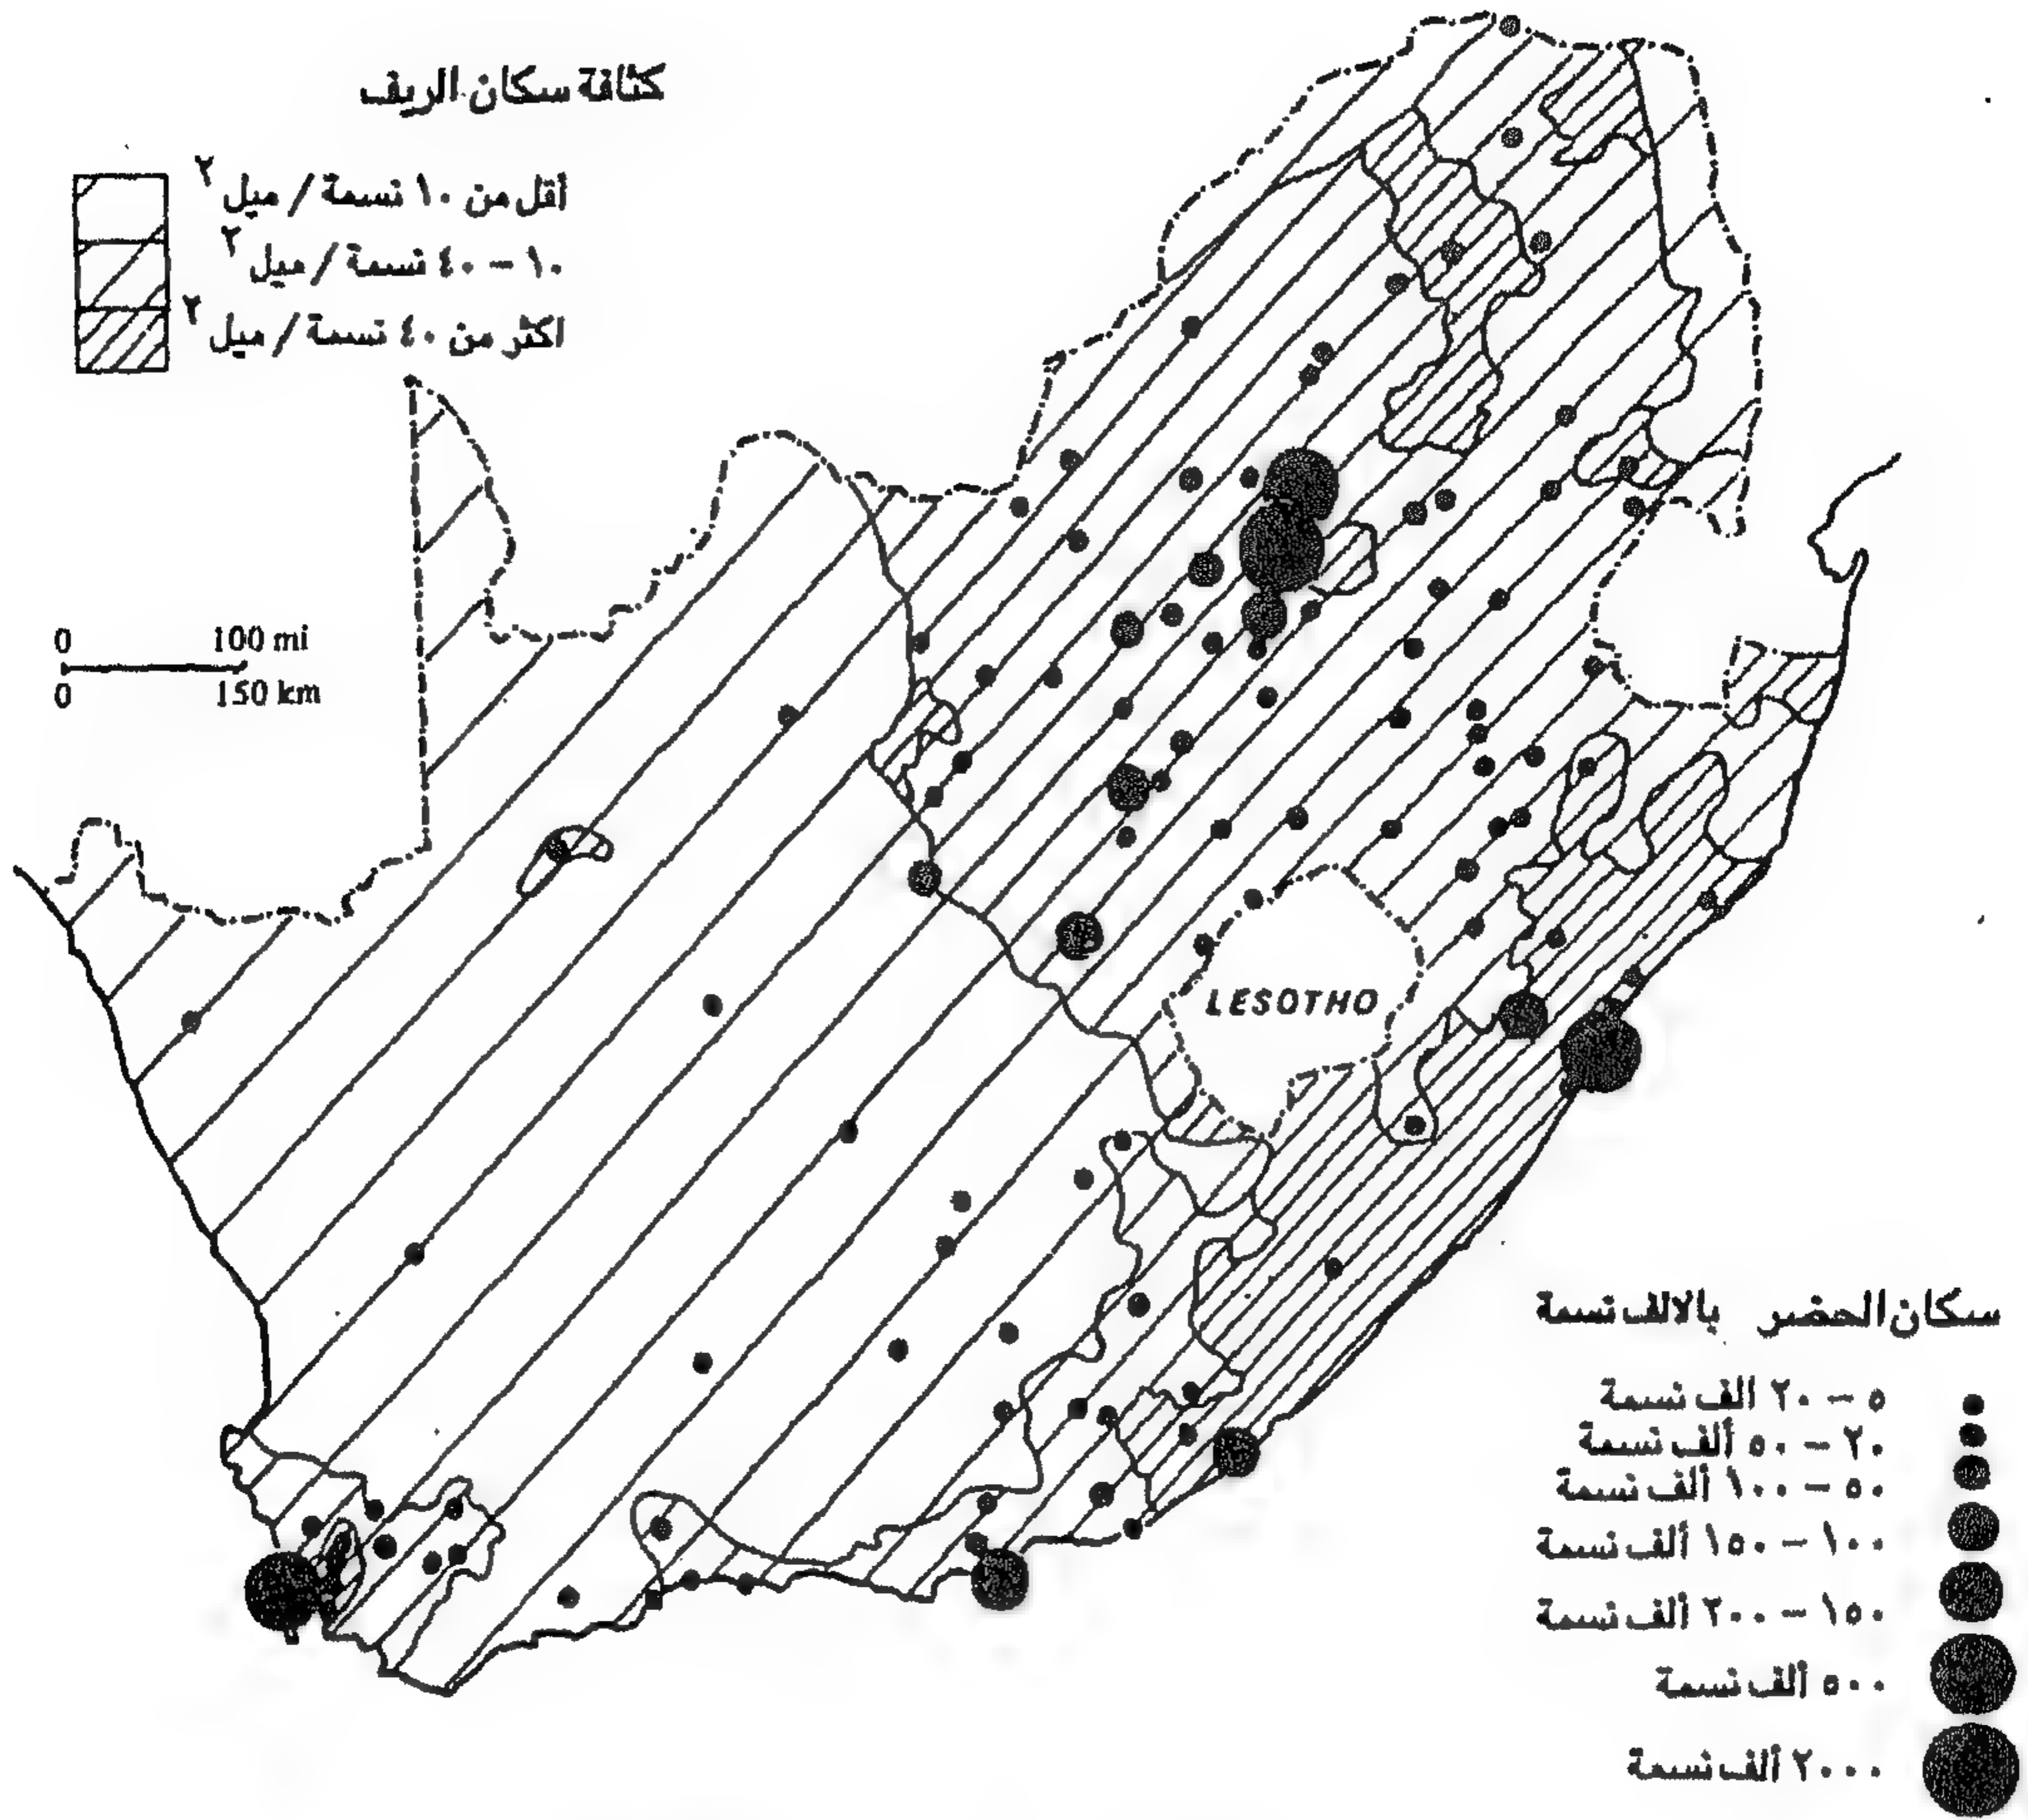 كثافة سكان الريف
أقل من ١٠ نسمة / ميل ٢
١٠ – ٤٠ نسمة / ميل ٢
اكثر من ٤٠ نسمة / ميل ٢
0 100 mi
0 150 km
LESOTHO
سكان الحضر بالالف نسمة
٥ – ٢٠ ألف نسمة
٢٠ – ٥٠ ألف نسمة
٥٠ – ١٠٠ ألف نسمة
١٠٠ – ١٥٠ ألف نسمة
١٥٠ – ٢٠٠ ألف نسمة
٥٠٠ ألف نسمة
٢٠٠٠ ألف نسمة